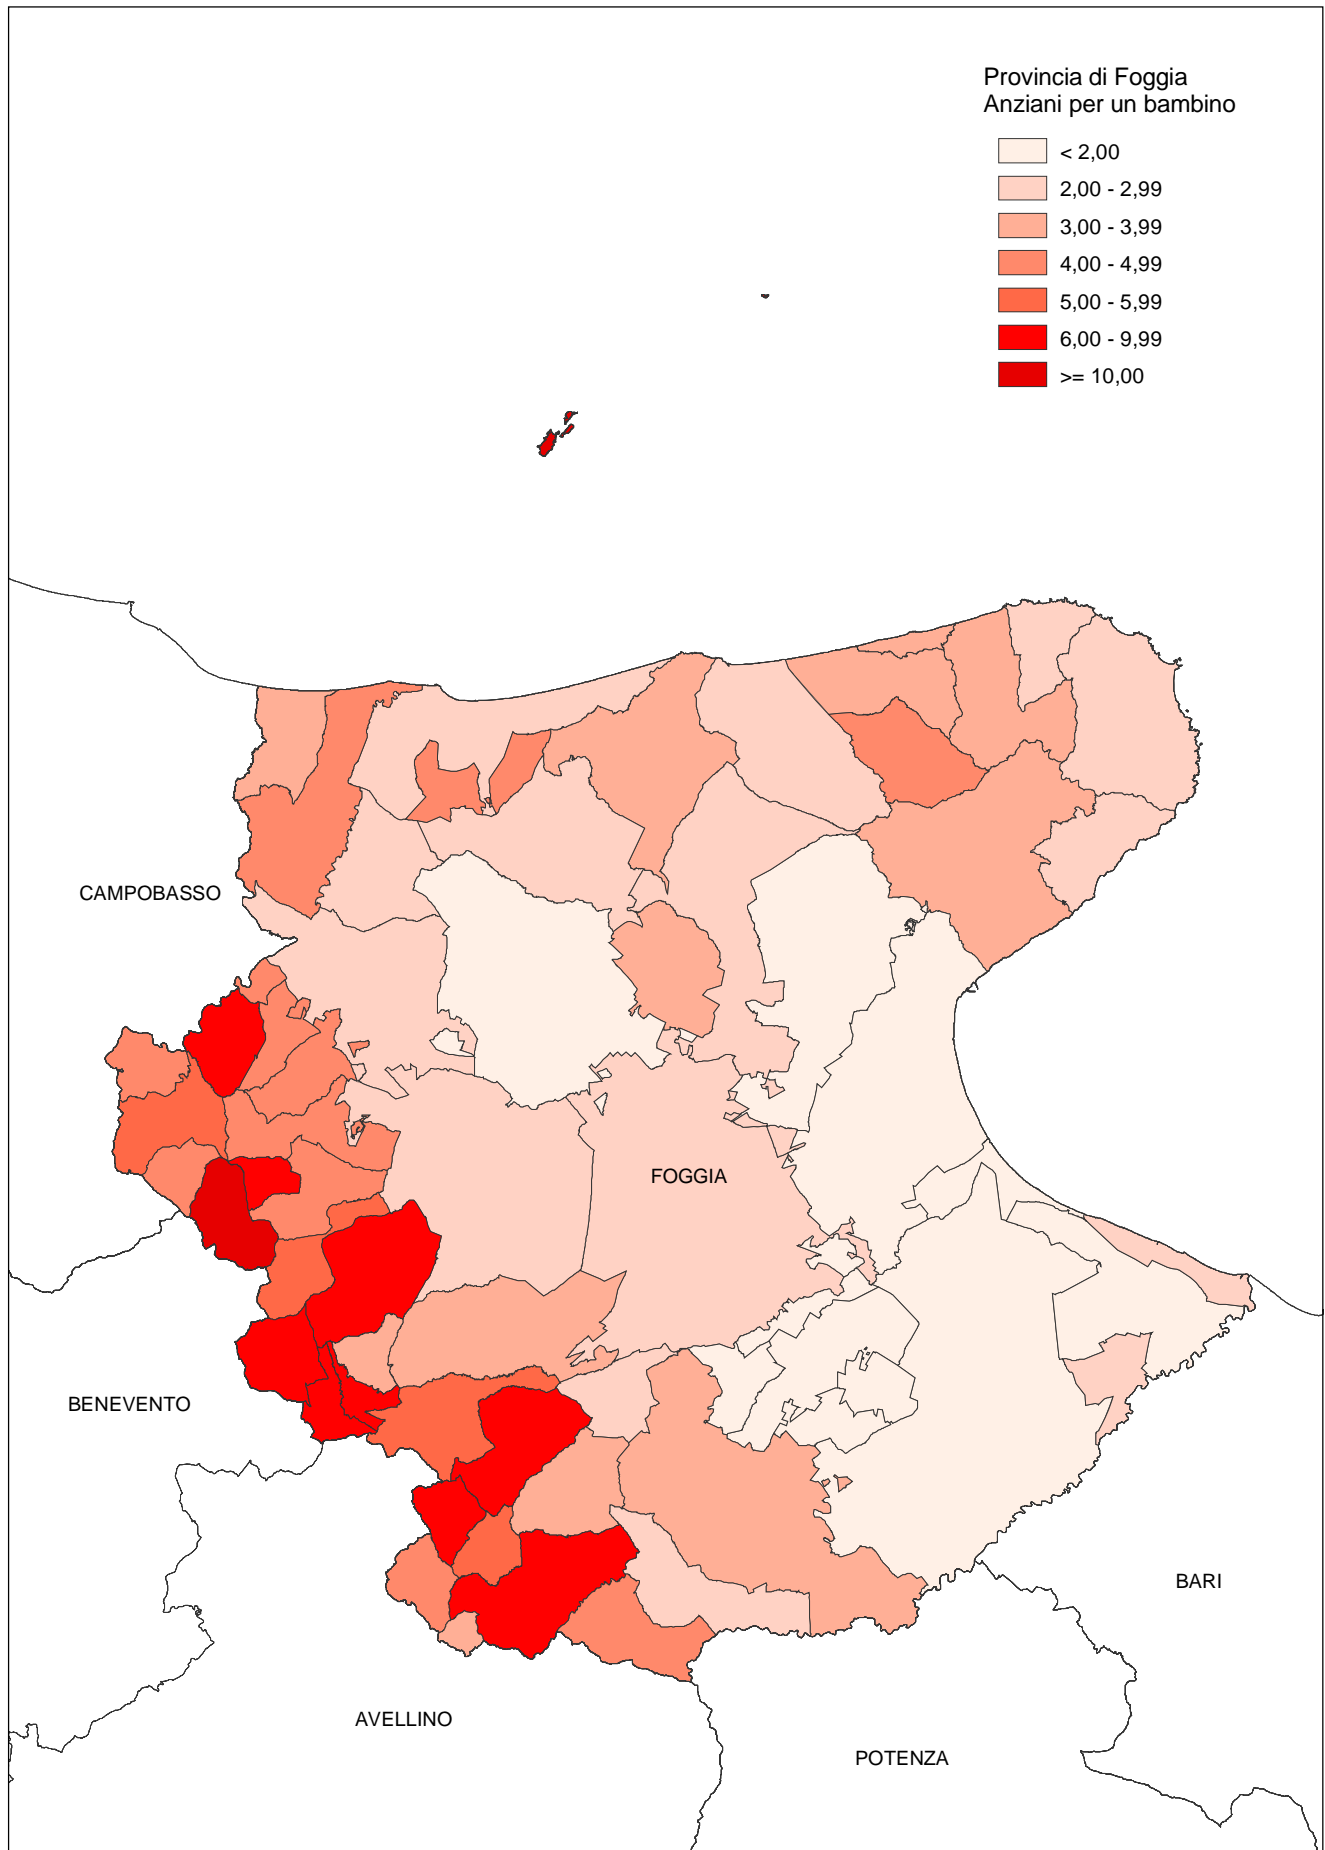 Provincia di Foggia
Anziani per un bambino
< 2,00
2,00 - 2,99
3,00 - 3,99
4,00 - 4,99
5,00 - 5,99
6,00 - 9,99
>= 10,00
CAMPOBASSO
FOGGIA
BENEVENTO
BARI
AVELLINO
POTENZA